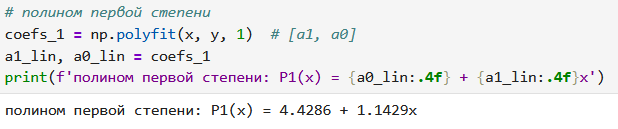 # полином первой степени
coefs_1 = np.polyfit(x, y, 1)  # [a1, a0]
a1_lin, a0_lin = coefs_1
print(f'полином первой степени: P1(x) = {a0_lin:.4f} + {a1_lin:.4f}x')
полином первой степени: P1(x) = 4.4286 + 1.1429x